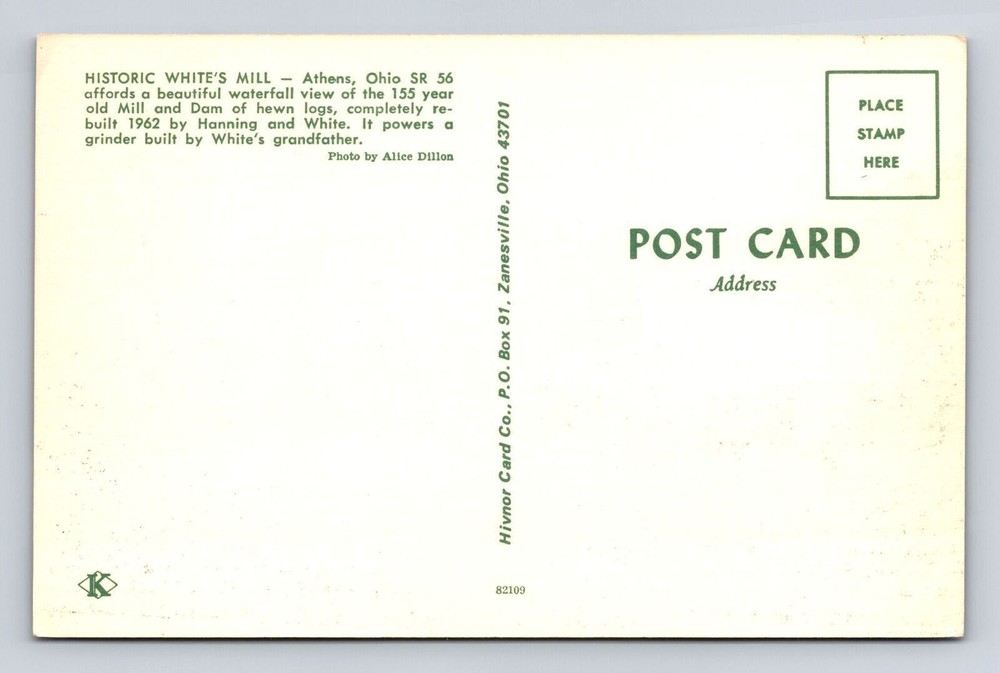 HISTORIC WHITE'S MILL — Athens, Ohio SR 56
affords a beautiful waterfall view of the 155 year
old Mill and Dam of hewn logs, completely re-
built 1962 by Hanning and White. It powers a
grinder built by White's grandfather.
Photo by Alice Dillon
Hivnor Card Co., P.O. Box 91, Zanesville, Ohio 43701
PLACE
STAMP
HERE
POST CARD
Address
K
82109